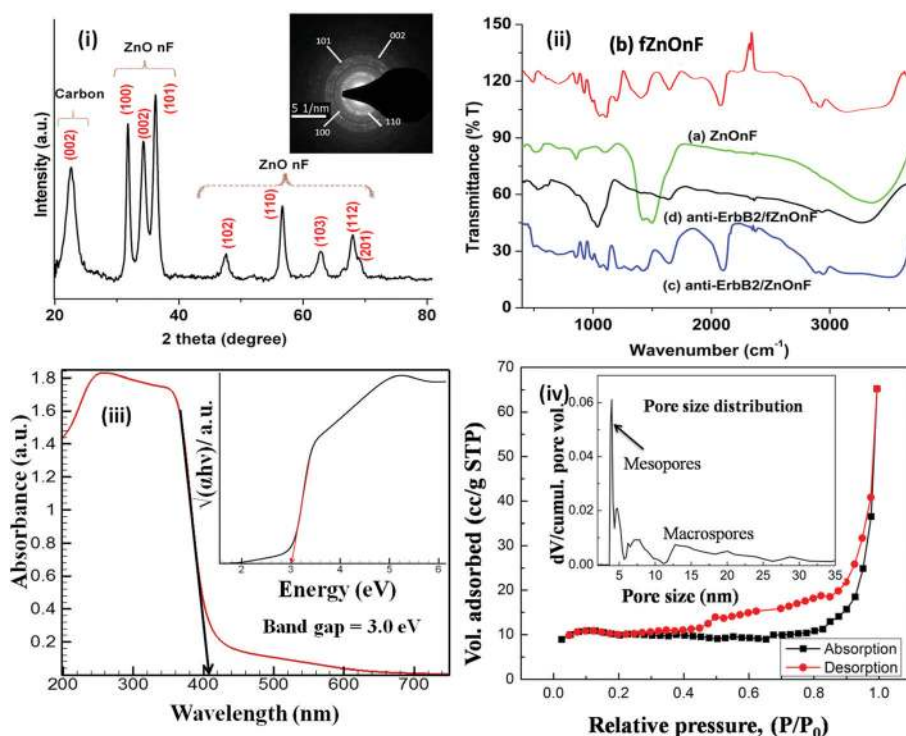 (i)
ZnO nF
Carbon
(002)
(100)
(002)
(101)
101
002
5 1/nm
100
110
ZnO nF
(102)
(110)
(103)
(112)
(201)
Intensity (a.u.)
20 30 40 50 60 70 80
2 theta (degree)
(ii)
(b) fZnOnF
(a) ZnOnF
(d) anti-ErbB2/fZnOnF
(c) anti-ErbB2/ZnOnF
Transmittance (% T)
150
120
90
60
30
0
1000 2000 3000
Wavenumber (cm-1)
(iii)
Absorbance (a.u.)
1.8
1.6
1.4
1.2
1.0
0.8
0.6
0.4
0.2
200 300 400 500 600 700
Wavelength (nm)
√(αhν)/ a.u.
2 3 4 5 6
Energy (eV)
Band gap = 3.0 eV
(iv)
Vol. adsorbed (cc/g STP)
70
60
50
40
30
20
10
0
0.0 0.2 0.4 0.6 0.8 1.0
Relative pressure, (P/P0)
Pore size distribution
Mesopores
Macrospores
dV/cumul. pore vol.
0.06
0.04
0.02
0.00
5 10 15 20 25 30 35
Pore size (nm)
Absorption
Desorption